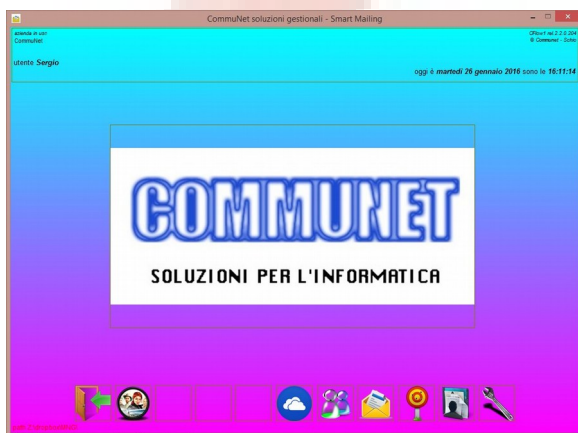 CommuNet soluzioni gestionali - Smart Mailing
azienda in uso
CommuNet
utente Sergio
oggi è martedì 26 gennaio 2016 sono le 16:11:14
COMMUNET
SOLUZIONI PER L'INFORMATICA